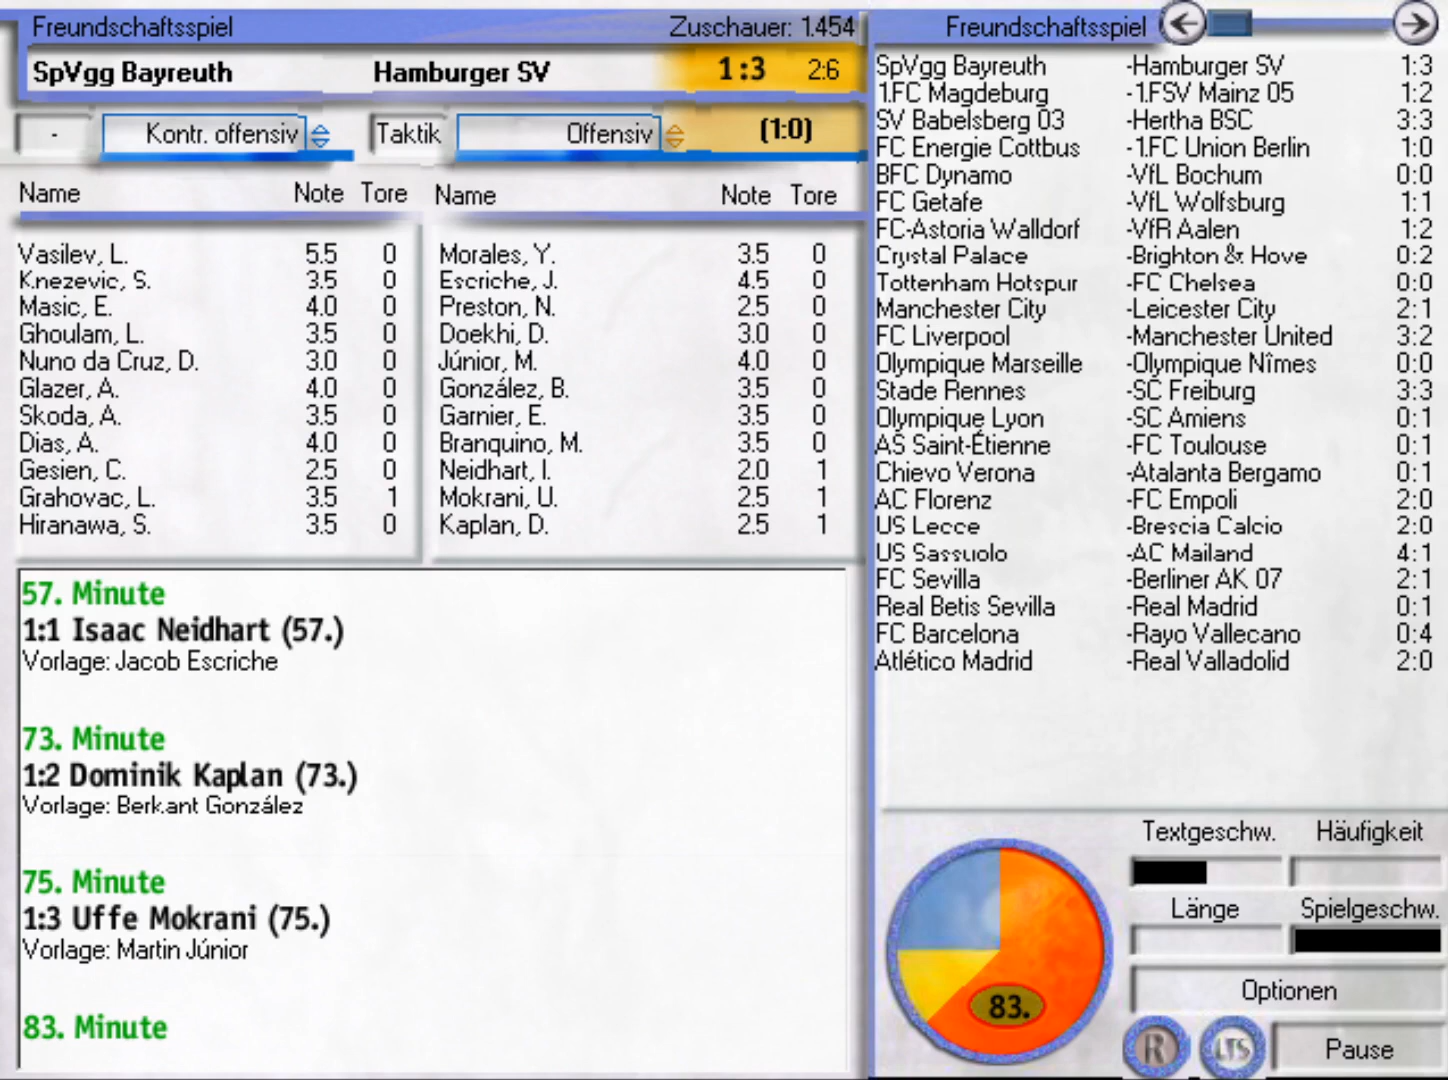 Freundschaftsspiel Zuschauer: 1.454
SpVgg Bayreuth Hamburger SV 1:3 2:6
- Kontr. offensiv Taktik Offensiv (1:0)
Name Note Tore Name Note Tore
Vasilev, L. 5.5 0 Morales, Y. 3.5 0
Knezevic, S. 3.5 0 Escriche, J. 4.5 0
Masic, E. 4.0 0 Preston, N. 2.5 0
Ghoulam, L. 3.5 0 Doekhi, D. 3.0 0
Nuno da Cruz, D. 3.0 0 Júnior, M. 4.0 0
Glazer, A. 4.0 0 González, B. 3.5 0
Skoda, A. 3.5 0 Garnier, E. 3.5 0
Dias, A. 4.0 0 Branquino, M. 3.5 0
Gesien, C. 2.5 0 Neidhart, I. 2.0 1
Grahovac, L. 3.5 1 Mokrani, U. 2.5 1
Hiranawa, S. 3.5 0 Kaplan, D. 2.5 1
57. Minute
1:1 Isaac Neidhart (57.)
Vorlage: Jacob Escriche
73. Minute
1:2 Dominik Kaplan (73.)
Vorlage: Berkant González
75. Minute
1:3 Uffe Mokrani (75.)
Vorlage: Martin Júnior
83. Minute
Freundschaftsspiel
SpVgg Bayreuth -Hamburger SV 1:3
1.FC Magdeburg -1.FSV Mainz 05 1:2
SV Babelsberg 03 -Hertha BSC 3:3
FC Energie Cottbus -1.FC Union Berlin 1:0
BFC Dynamo -VfL Bochum 0:0
FC Getafe -VfL Wolfsburg 1:1
FC-Astoria Walldorf -VfR Aalen 1:2
Crystal Palace -Brighton & Hove 0:2
Tottenham Hotspur -FC Chelsea 0:0
Manchester City -Leicester City 2:1
FC Liverpool -Manchester United 3:2
Olympique Marseille -Olympique Nîmes 0:0
Stade Rennes -SC Freiburg 3:3
Olympique Lyon -SC Amiens 0:1
AS Saint-Étienne -FC Toulouse 0:1
Chievo Verona -Atalanta Bergamo 0:1
AC Florenz -FC Empoli 2:0
US Lecce -Brescia Calcio 2:0
US Sassuolo -AC Mailand 4:1
FC Sevilla -Berliner AK 07 2:1
Real Betis Sevilla -Real Madrid 0:1
FC Barcelona -Rayo Vallecano 0:4
Atlético Madrid -Real Valladolid 2:0
Textgeschw. Häufigkeit
Länge Spielgeschw.
83.
Optionen
R LTS Pause